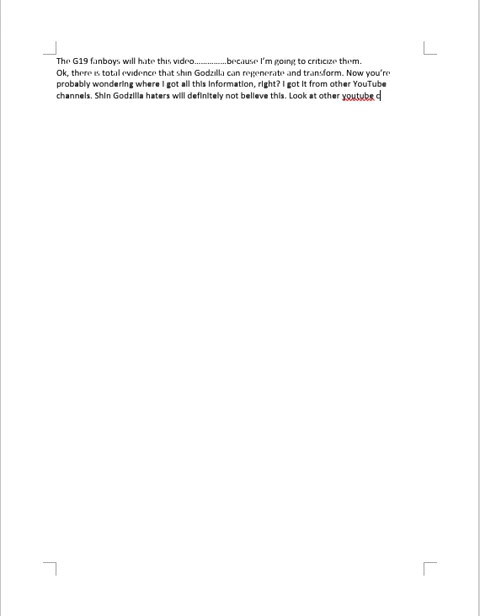 The G19 fanboys will hate this video...............because I'm going to criticize them.
Ok, there is total evidence that shin Godzilla can regenerate and transform. Now you're
probably wondering where I got all this information, right? I got it from other YouTube
channels. Shin Godzilla haters will definitely not believe this. Look at other youtube c